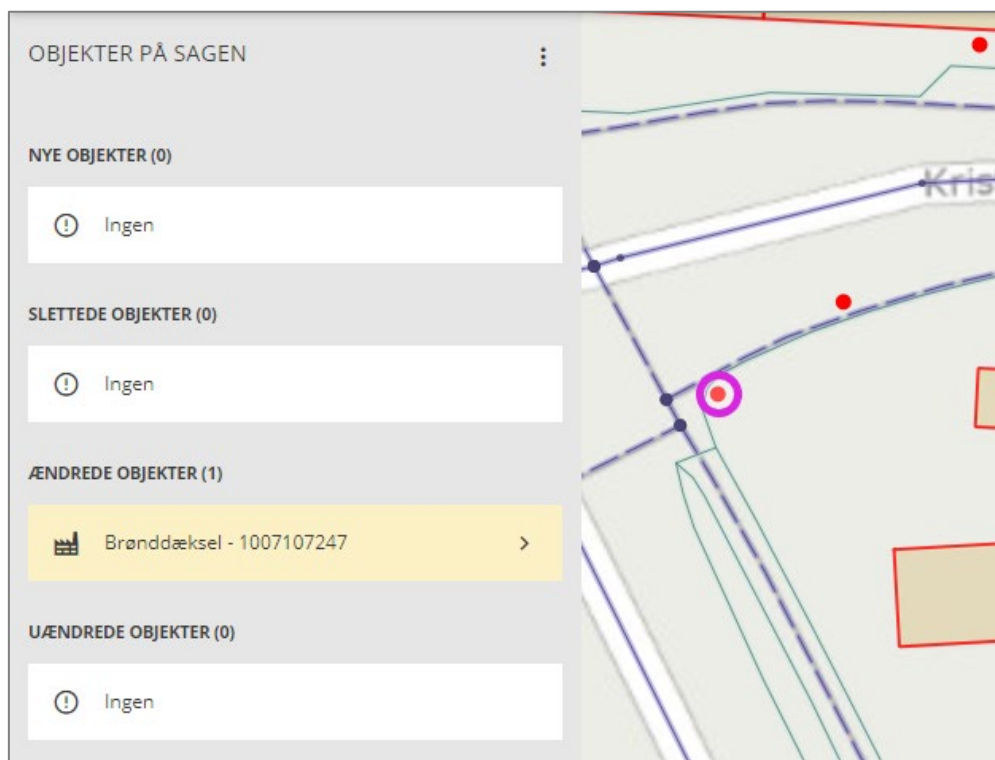 OBJEKTER PÅ SAGEN
NYE OBJEKTER (0)
Ingen
SLETTEDE OBJEKTER (0)
Ingen
ÆNDREDE OBJEKTER (1)
Brønddæksel - 1007107247
UÆNDREDE OBJEKTER (0)
Ingen
Kris